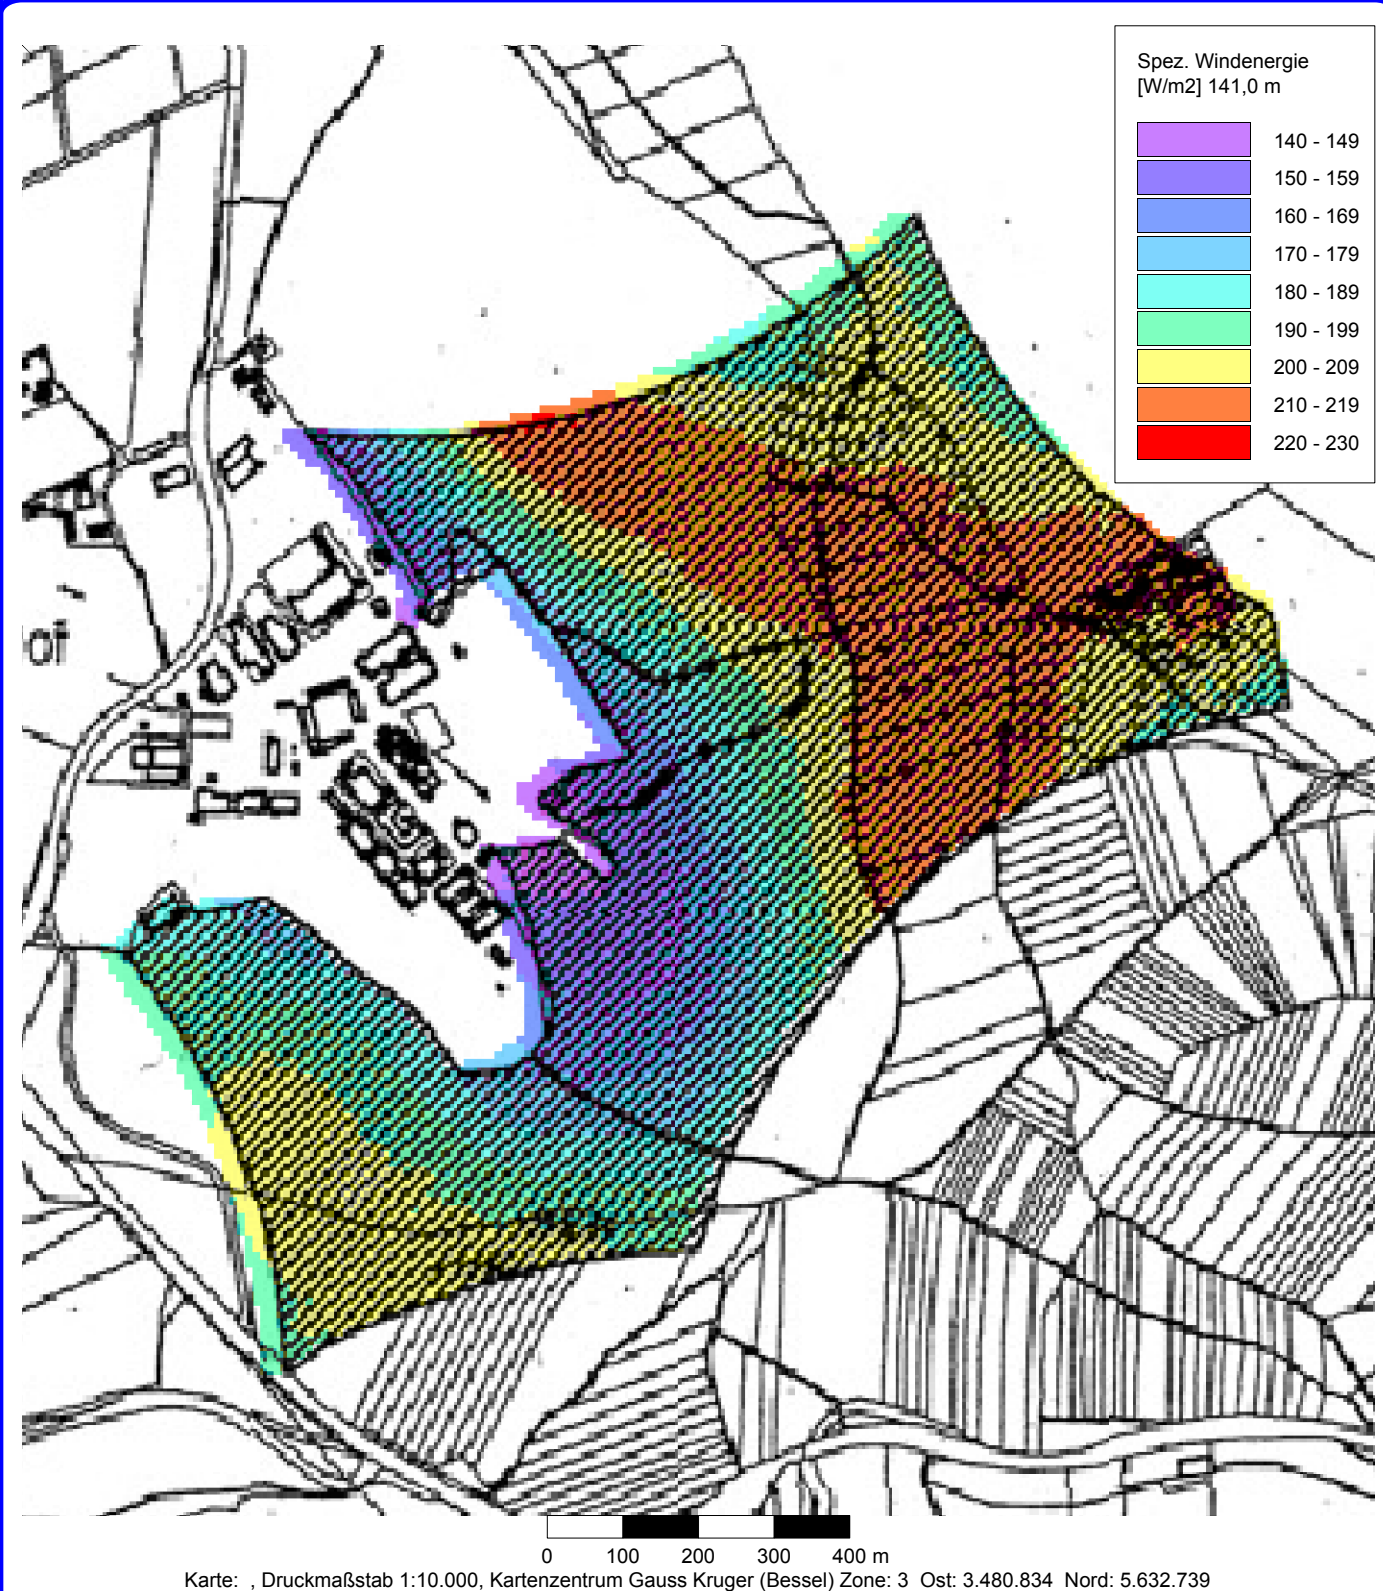 Spez. Windenergie
[W/m2] 141,0 m
140 - 149
150 - 159
160 - 169
170 - 179
180 - 189
190 - 199
200 - 209
210 - 219
220 - 230
of
0 100 200 300 400 m
Karte: , Druckmaßstab 1:10.000, Kartenzentrum Gauss Kruger (Bessel) Zone: 3 Ost: 3.480.834 Nord: 5.632.739